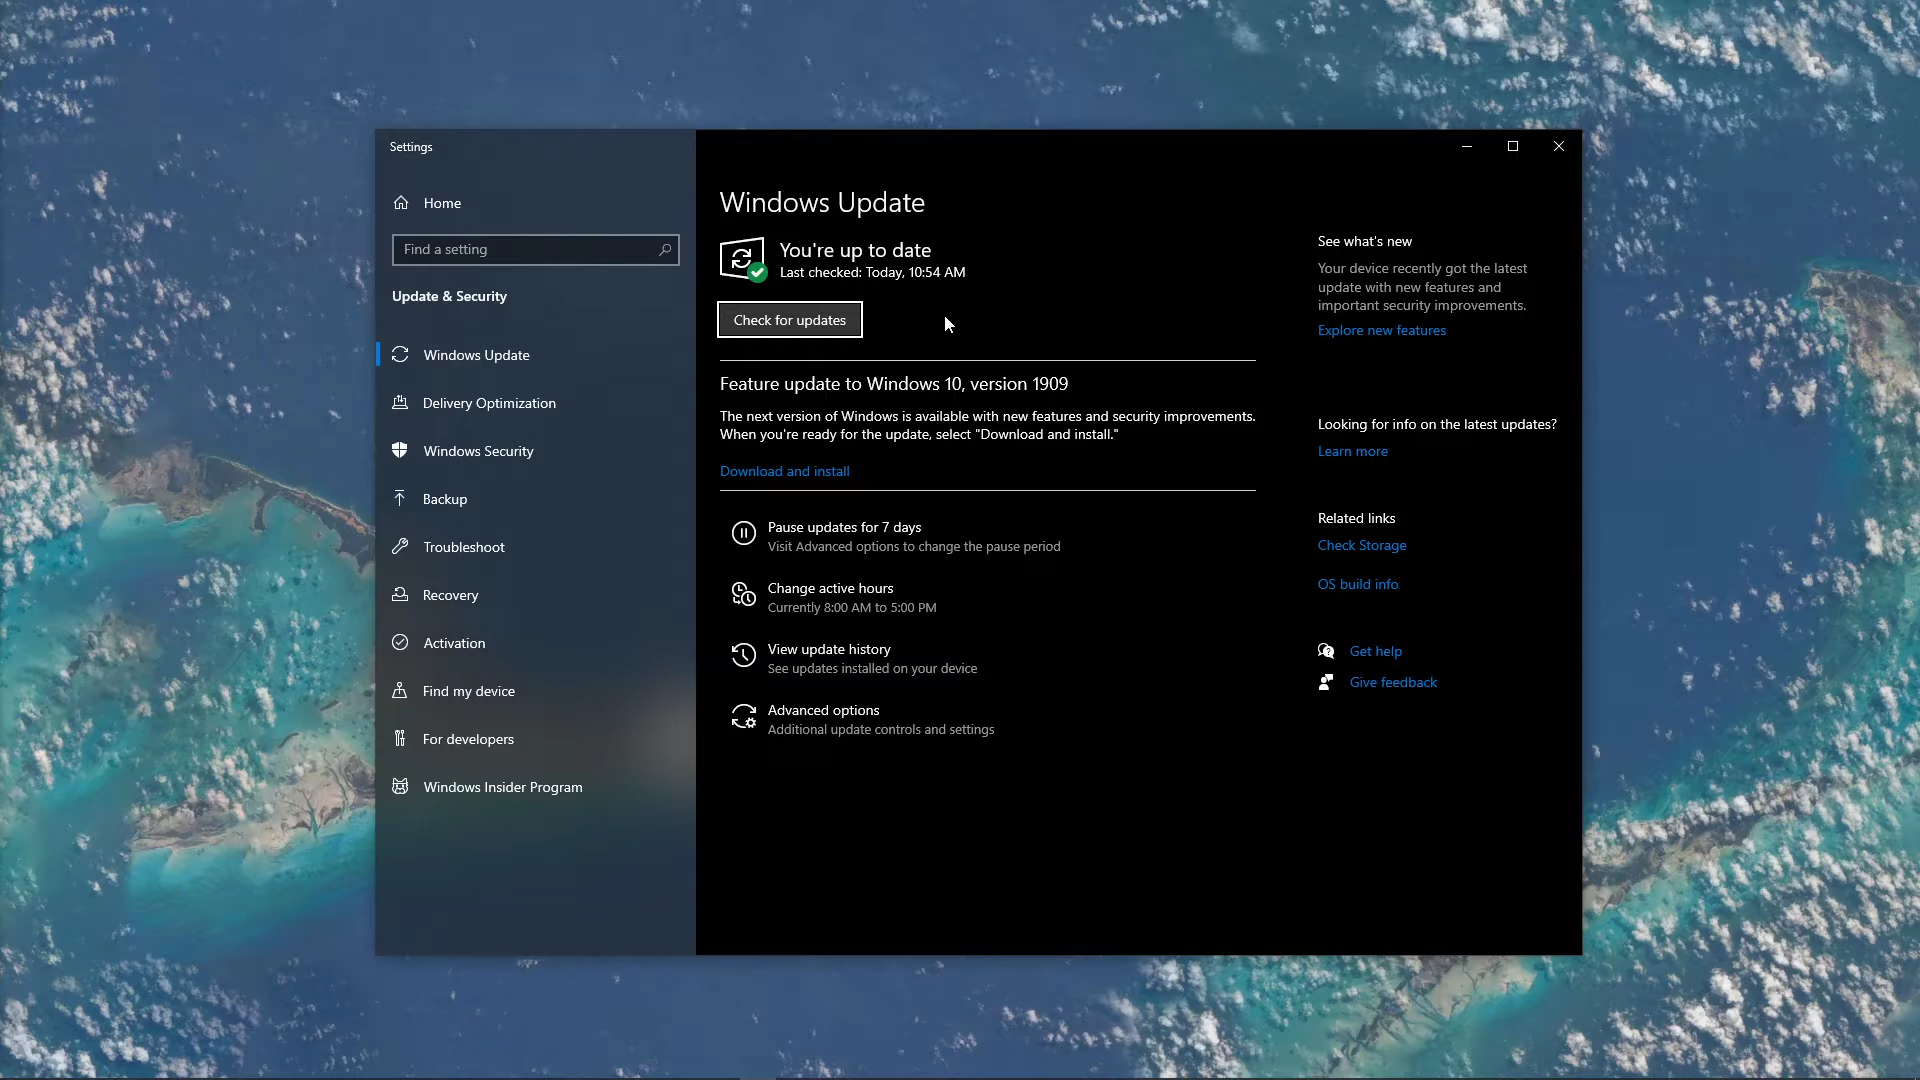 Settings
Home
Find a setting
Update & Security
Windows Update
Delivery Optimization
Windows Security
Backup
Troubleshoot
Recovery
Activation
Find my device
For developers
Windows Insider Program
Windows Update
You're up to date
Last checked: Today, 10:54 AM
Check for updates
Feature update to Windows 10, version 1909
The next version of Windows is available with new features and security improvements.
When you're ready for the update, select "Download and install."
Download and install
Pause updates for 7 days
Visit Advanced options to change the pause period
Change active hours
Currently 8:00 AM to 5:00 PM
View update history
See updates installed on your device
Advanced options
Additional update controls and settings
See what's new
Your device recently got the latest
update with new features and
important security improvements.
Explore new features
Looking for info on the latest updates?
Learn more
Related links
Check Storage
OS build info
Get help
Give feedback